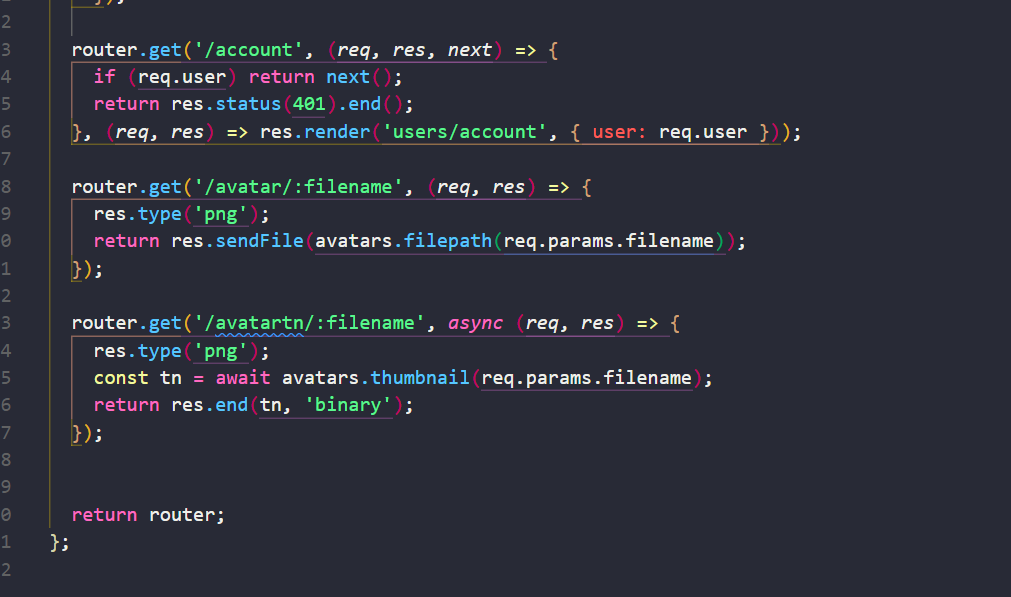 });
2
3 router.get('/account', (req, res, next) => {
4 if (req.user) return next();
5 return res.status(401).end();
6 }, (req, res) => res.render('users/account', { user: req.user }));
7
8 router.get('/avatar/:filename', (req, res) => {
9 res.type('png');
0 return res.sendFile(avatars.filepath(req.params.filename));
1 });
2
3 router.get('/avatartn/:filename', async (req, res) => {
4 res.type('png');
5 const tn = await avatars.thumbnail(req.params.filename);
6 return res.end(tn, 'binary');
7 });
8
9
0 return router;
1 };
2